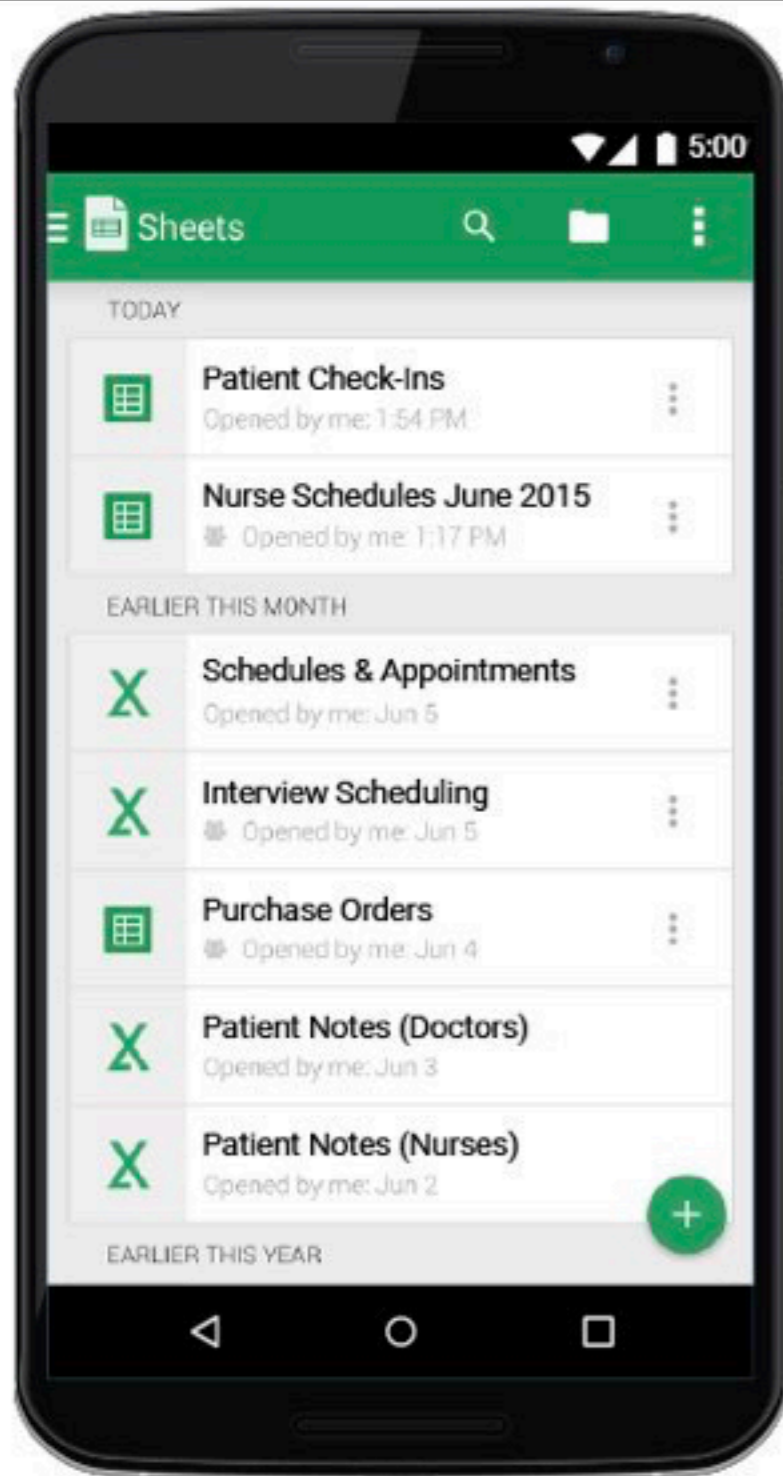 5:00
Sheets
TODAY
Patient Check-Ins
Opened by me: 1:54 PM
Nurse Schedules June 2015
Opened by me: 1:17 PM
EARLIER THIS MONTH
Schedules & Appointments
Opened by me: Jun 5
Interview Scheduling
Opened by me: Jun 5
Purchase Orders
Opened by me: Jun 4
Patient Notes (Doctors)
Opened by me: Jun 3
Patient Notes (Nurses)
Opened by me: Jun 2
EARLIER THIS YEAR